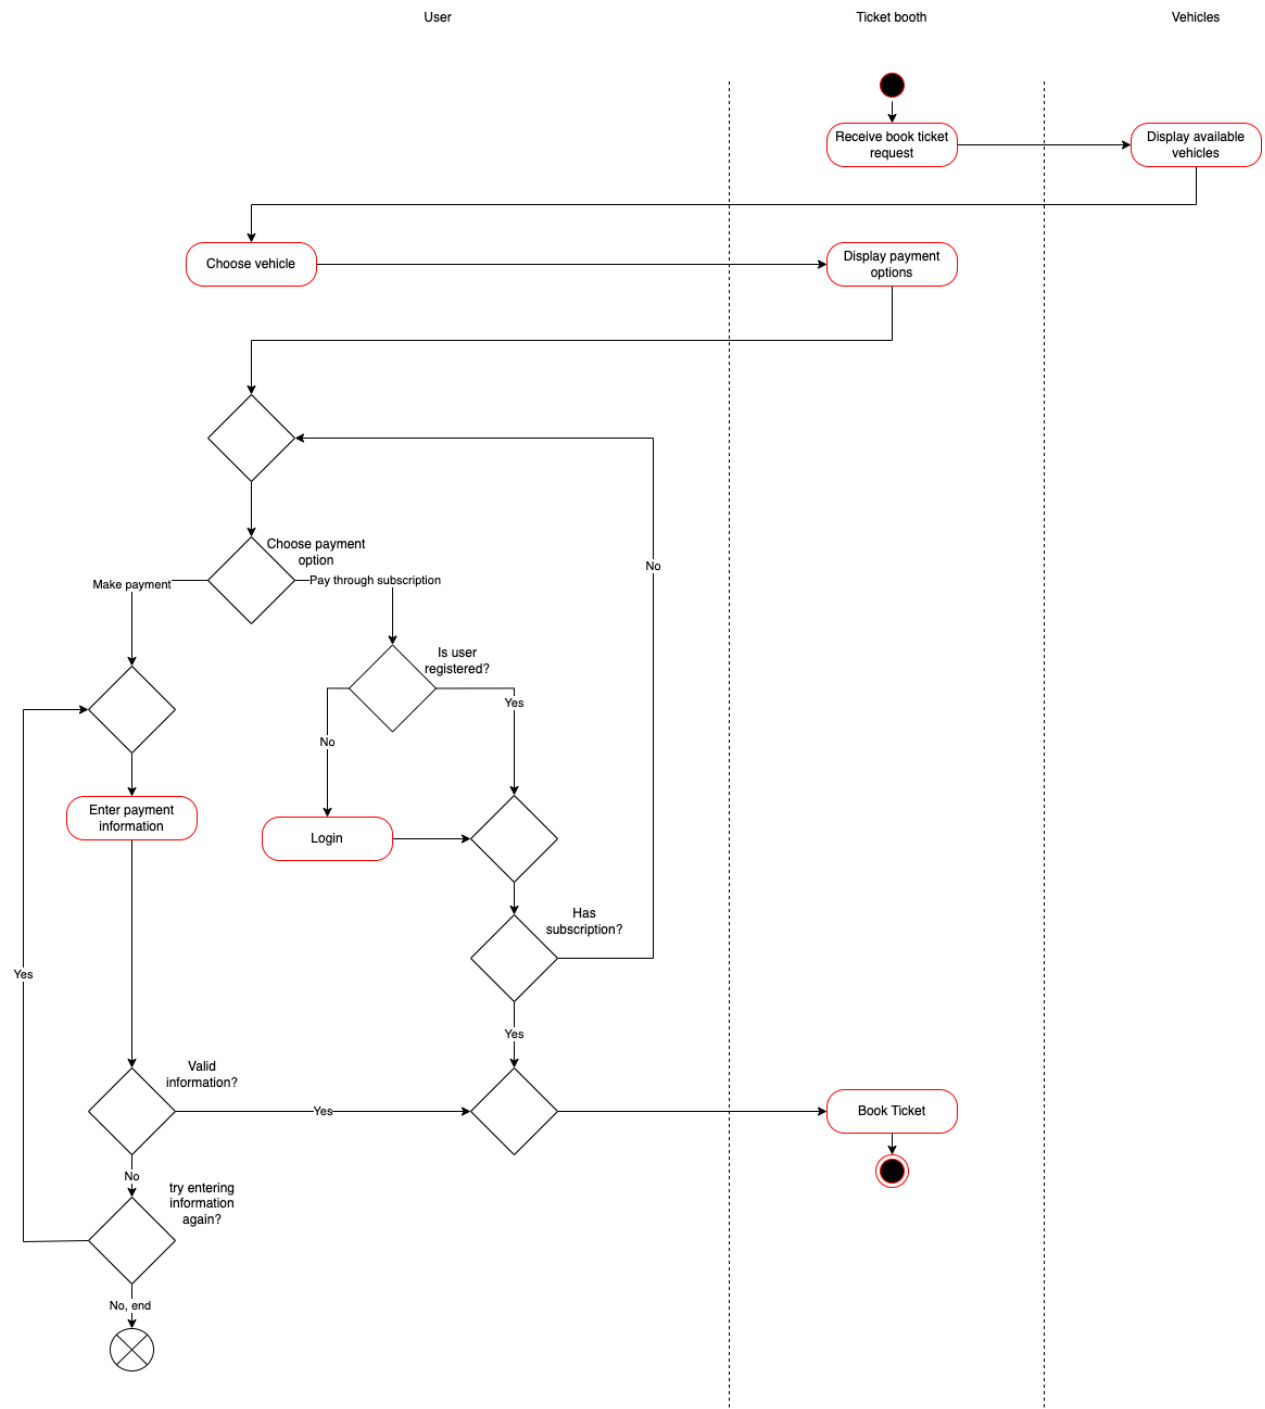 User
Ticket booth
Vehicles
Receive book ticket
request
Display available
vehicles
Choose vehicle
Display payment
options
Choose payment
option
Make payment
Pay through subscription
No
Is user
registered?
Yes
No
Enter payment
information
Login
Has
subscription?
Yes
Yes
Valid
information?
Yes
Book Ticket
No
try entering
information
again?
No, end